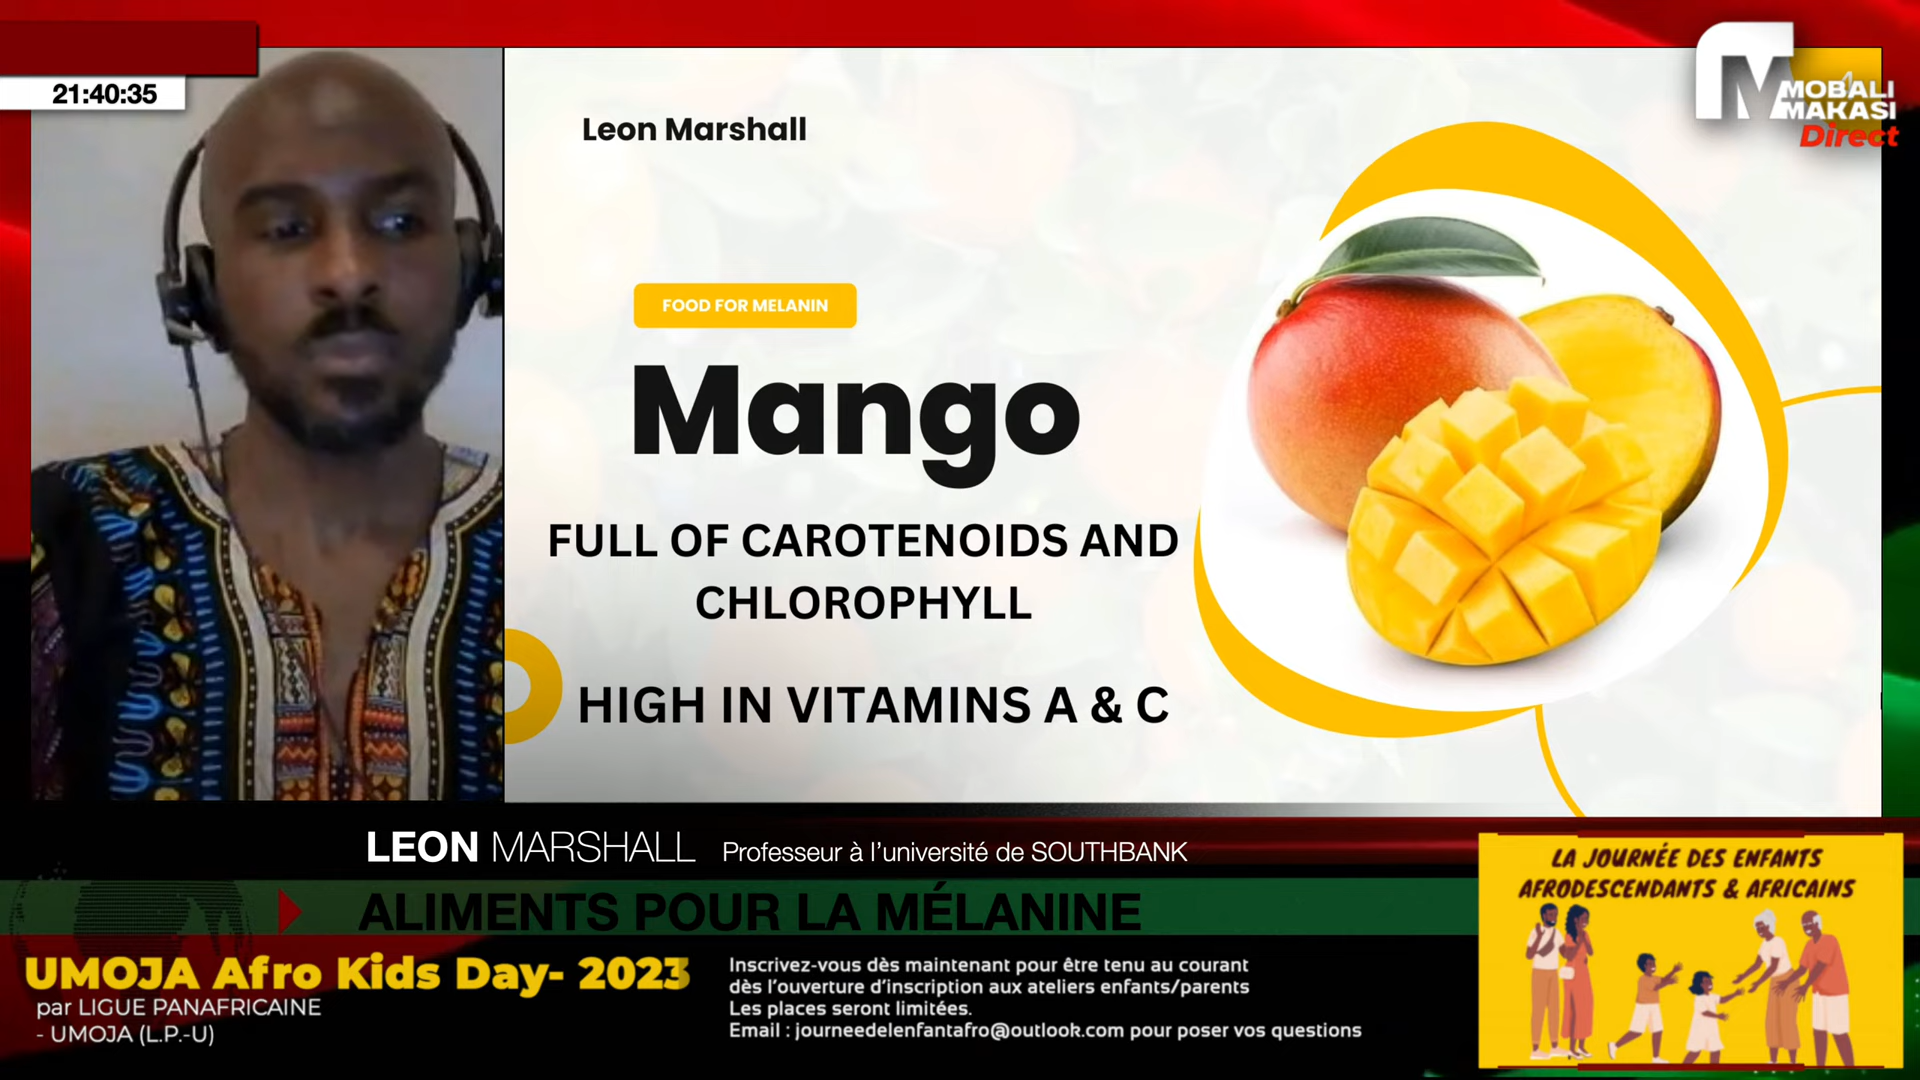 21:40:35
MOBALI
MAKASI
Direct
Leon Marshall
FOOD FOR MELANIN
Mango
FULL OF CAROTENOIDS AND
CHLOROPHYLL
HIGH IN VITAMINS A & C
LEON MARSHALL Professeur à l'université de SOUTHBANK
ALIMENTS POUR LA MÉLANINE
LA JOURNÉE DES ENFANTS
AFRODESCENDANTS & AFRICAINS
UMOJA Afro Kids Day- 2023
par LIGUE PANAFRICAINE
- UMOJA (L.P.-U)
Inscrivez-vous dès maintenant pour être tenu au courant
dès l'ouverture d'inscription aux ateliers enfants/parents
Les places seront limitées.
Email : journeedelenfantafro@outlook.com pour poser vos questions